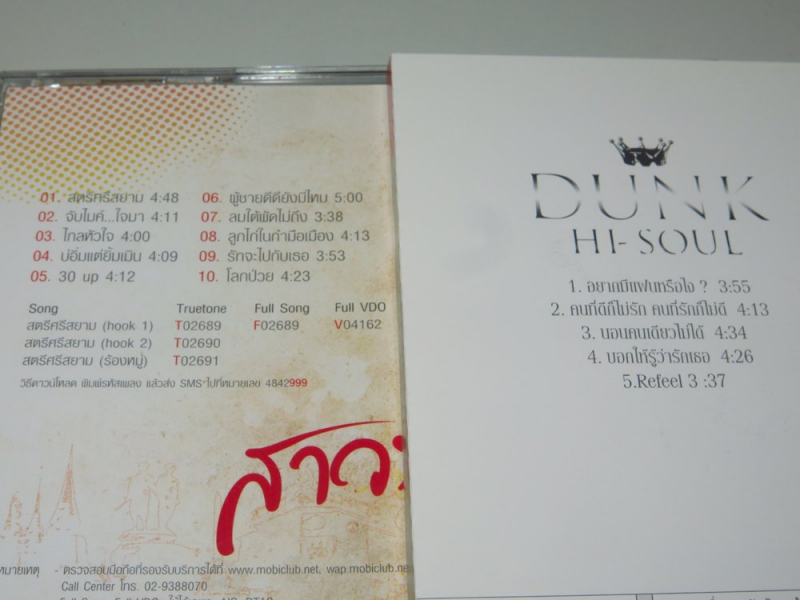 01. สตรีศรีสยาม 4:48
02. จับไมค์...ใจมา 4:11
03. ไกลหัวใจ 4:00
04. บ่อิ่มแต่ยิ้มเมิน 4:09
05. 30 up 4:12
06. ผู้ชายดีดียังมีไหม 5:00
07. ลมใต้พัดไม่ถึง 3:38
08. ลูกไก่ในกำมือเมือง 4:13
09. รักจะไปกับเธอ 3:53
10. โลกป่วย 4:23
Song Truetone Full Song Full VDO
สตรีศรีสยาม (hook 1) T02689 F02689 V04162
สตรีศรีสยาม (hook 2) T02690
สตรีศรีสยาม (ร้องหมู่) T02691
วิธีดาวน์โหลด พิมพ์รหัสเพลง แล้วส่ง SMS ไปที่หมายเลข 4842999
สาวะ
หมายเหตุ - ตรวจสอบมือถือที่รองรับบริการได้ที่ www.mobiclub.net, wap.mobiclub.ne
Call Center โทร. 02-9388070
DUNK
HI-SOUL
1. อยากมีแฟนหรือไง ? 3:55
2. คนที่ดีก็ไม่รัก คนที่รักก็ไม่ดี 4:13
3. นอนคนเดียวไม่ได้ 4:34
4. บอกให้รู้ว่ารักเธอ 4:26
5.Refeel 3 :37